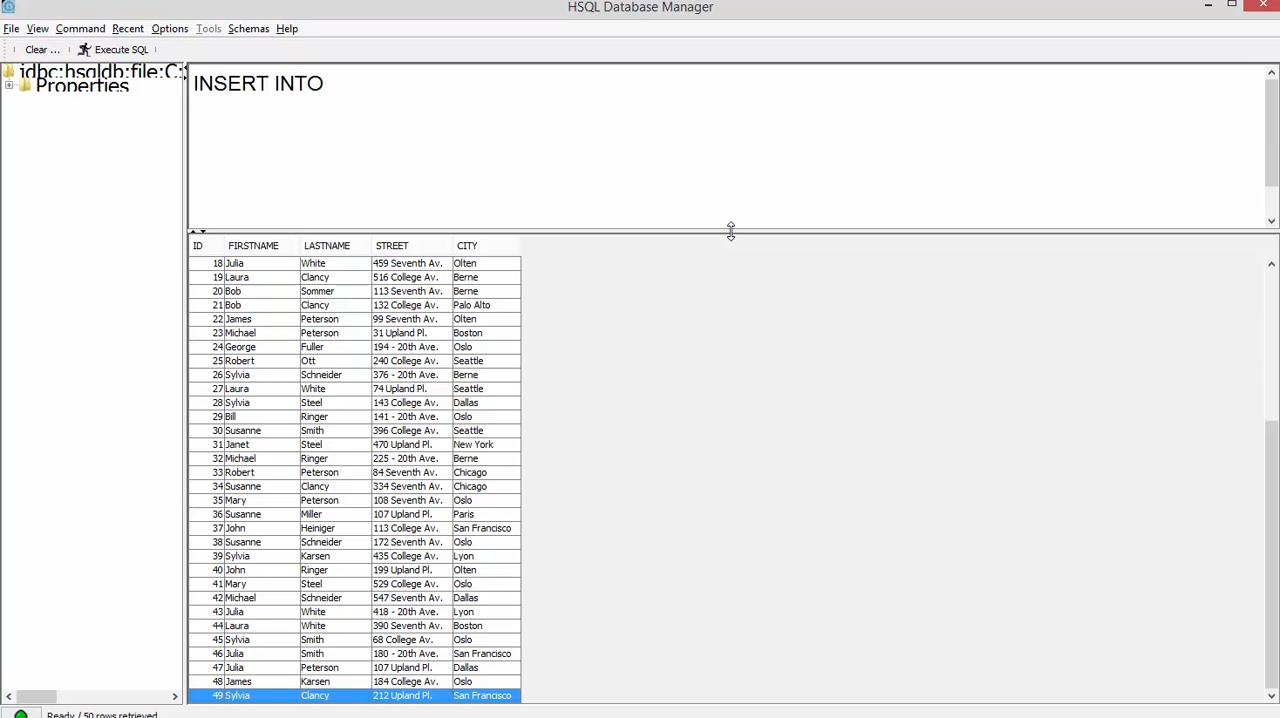 HSQL Database Manager
File View Command Recent Options Tools Schemas Help
Clear ... Execute SQL
jdbc:hsqldb:file:C:
Properties
INSERT INTO
ID FIRSTNAME LASTNAME STREET CITY
18 Julia White 459 Seventh Av. Olten
19 Laura Clancy 516 College Av. Berne
20 Bob Sommer 113 Seventh Av. Berne
21 Bob Clancy 132 College Av. Palo Alto
22 James Peterson 99 Seventh Av. Olten
23 Michael Peterson 31 Upland Pl. Boston
24 George Fuller 194 - 20th Ave. Oslo
25 Robert Ott 240 College Av. Seattle
26 Sylvia Schneider 376 - 20th Ave. Berne
27 Laura White 74 Upland Pl. Seattle
28 Sylvia Steel 143 College Av. Dallas
29 Bill Ringer 141 - 20th Ave. Oslo
30 Susanne Smith 396 College Av. Seattle
31 Janet Steel 470 Upland Pl. New York
32 Michael Ringer 225 - 20th Ave. Berne
33 Robert Peterson 84 Seventh Av. Chicago
34 Susanne Clancy 334 Seventh Av. Chicago
35 Mary Peterson 108 Seventh Av. Oslo
36 Susanne Miller 107 Upland Pl. Paris
37 John Heiniger 113 College Av. San Francisco
38 Susanne Schneider 172 Seventh Av. Oslo
39 Sylvia Karsen 435 College Av. Lyon
40 John Ringer 199 Upland Pl. Olten
41 Mary Steel 529 College Av. Oslo
42 Michael Schneider 547 Seventh Av. Dallas
43 Julia White 418 - 20th Ave. Lyon
44 Laura White 390 Seventh Av. Boston
45 Sylvia Smith 68 College Av. Oslo
46 Julia Smith 180 - 20th Ave. San Francisco
47 Julia Peterson 107 Upland Pl. Dallas
48 James Karsen 184 College Av. Oslo
49 Sylvia Clancy 212 Upland Pl. San Francisco
Ready / 50 rows retrieved